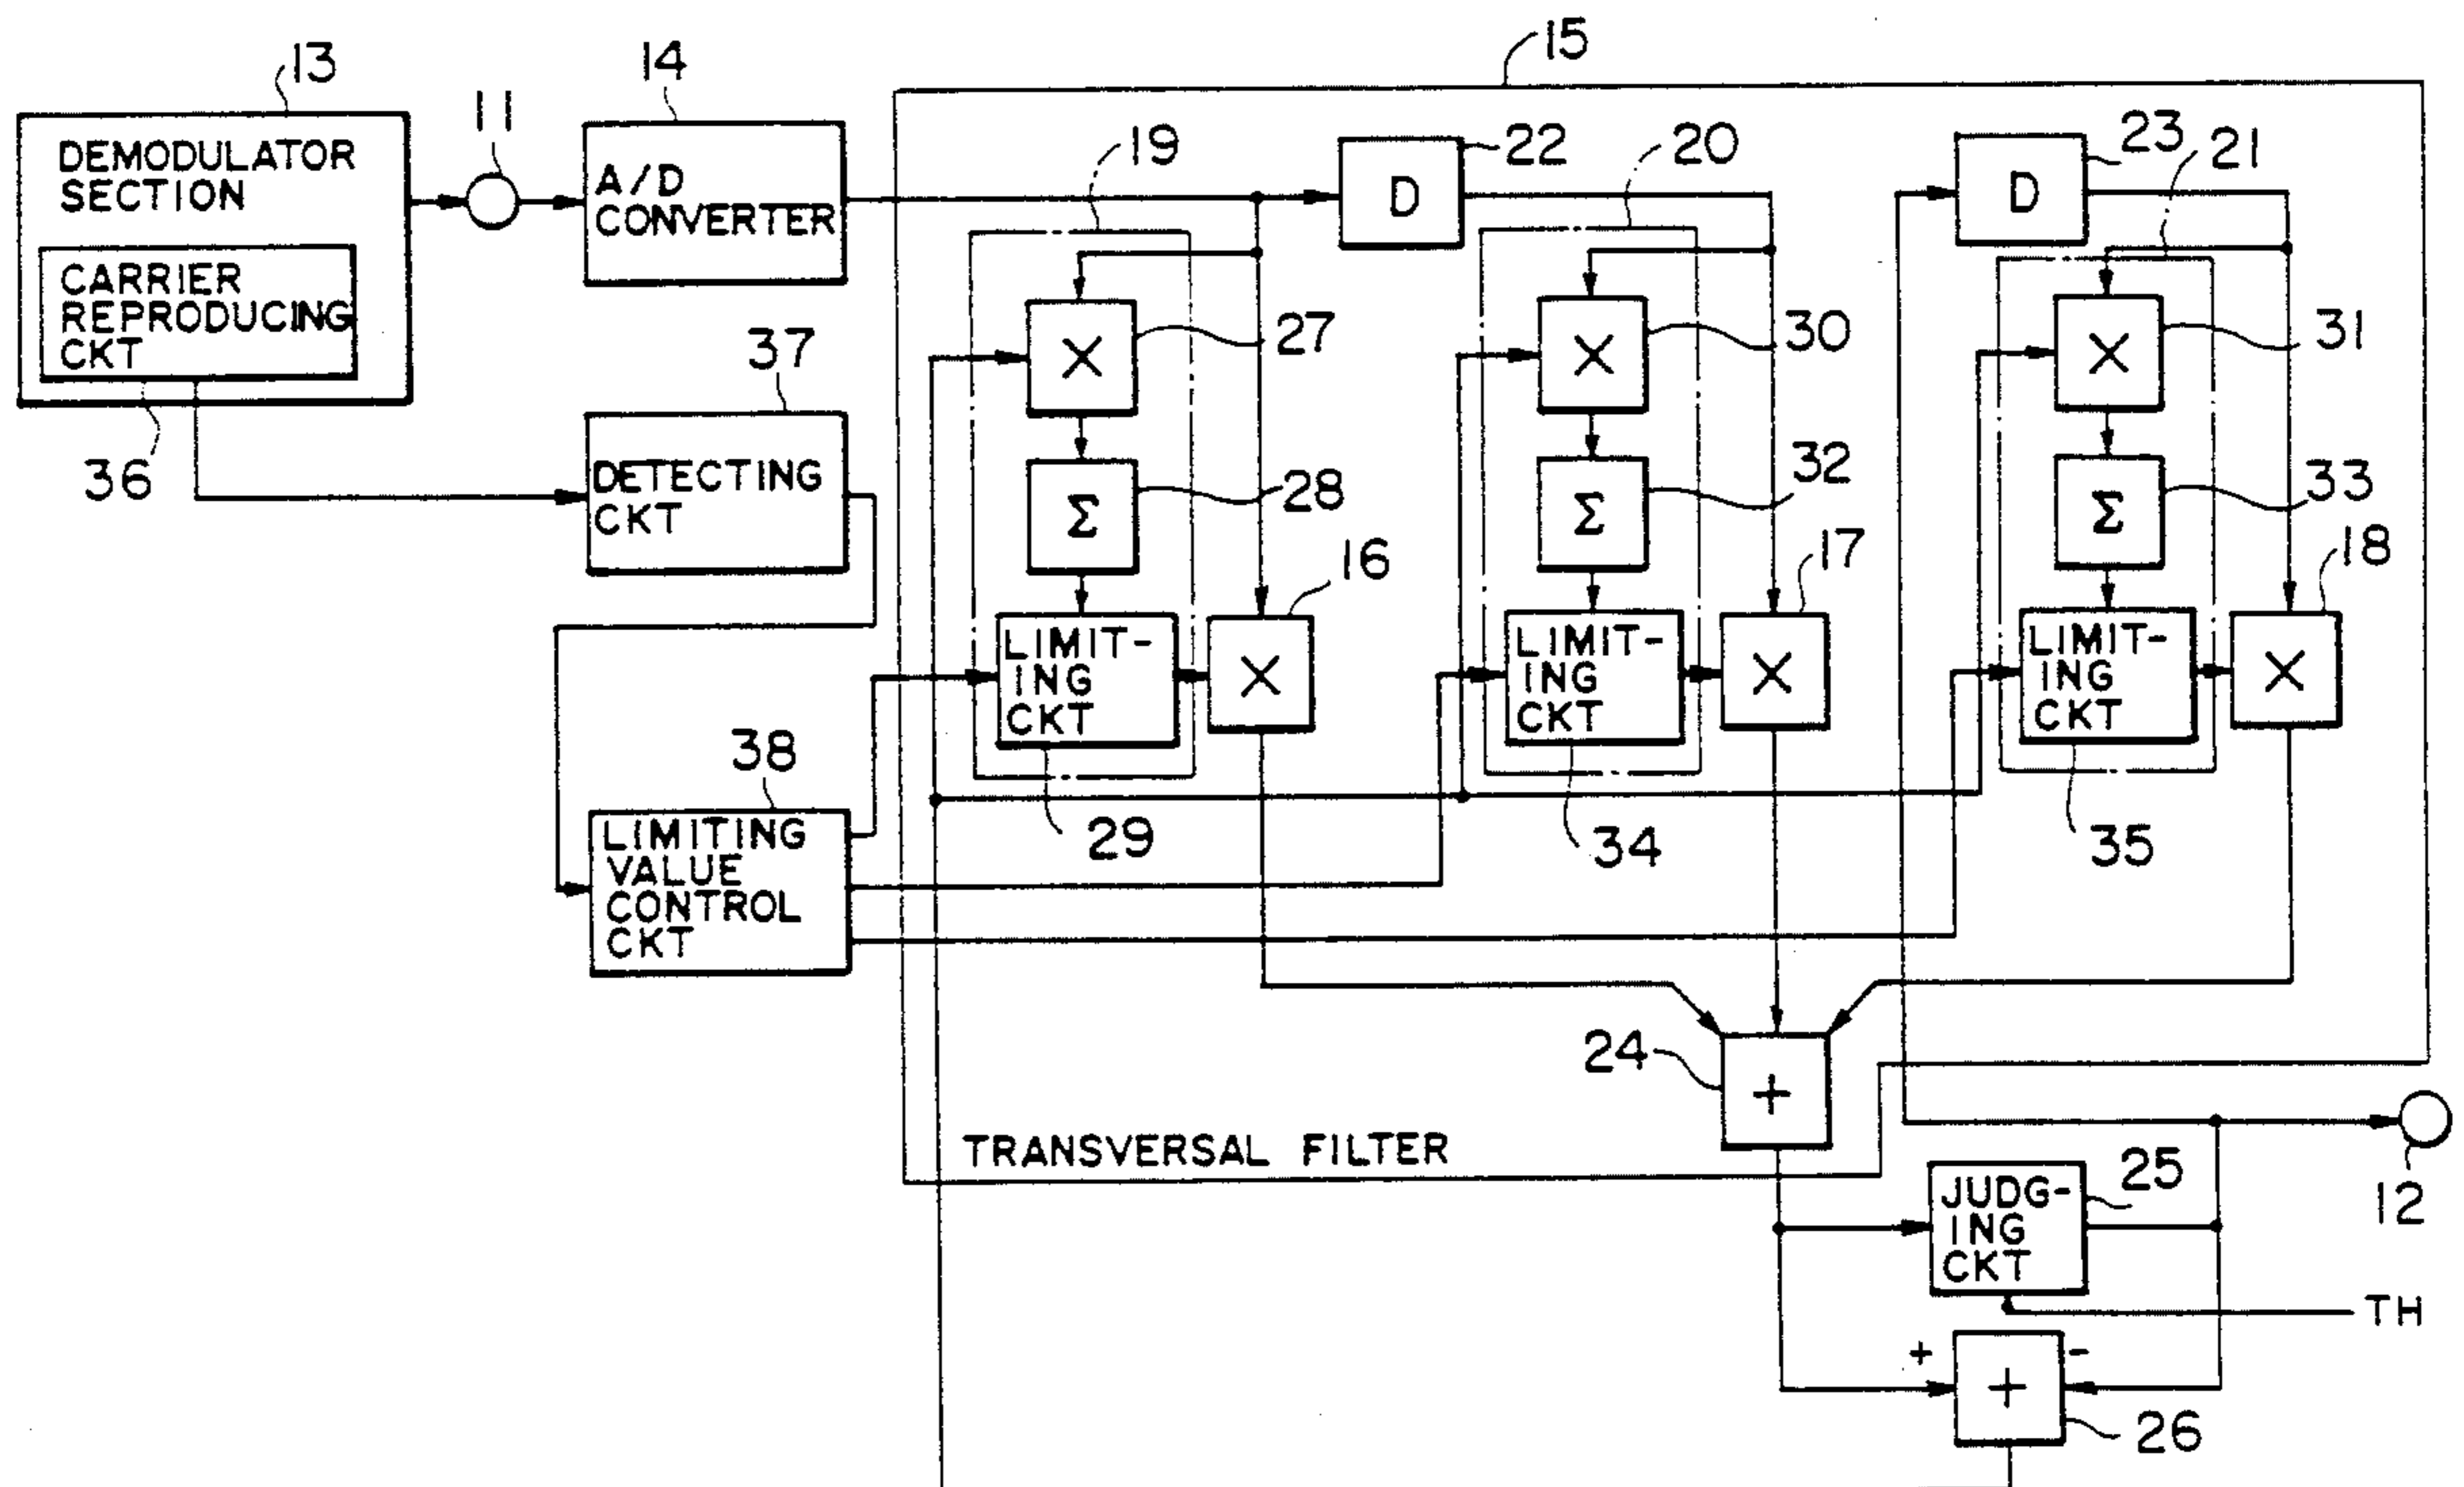 15
13
14
11
DEMODULATOR
SECTION
A/D
CONVERTER
19
D
22
20
D
23
21
CARRIER
REPRODUCING
CKT
36
37
DETECTING
CKT
X
27
X
30
X
31
Σ
28
Σ
32
Σ
33
16
17
18
LIMIT-
ING
CKT
X
LIMIT-
ING
CKT
X
LIMIT-
ING
CKT
X
29
34
35
38
LIMITING
VALUE
CONTROL
CKT
24
+
TRANSVERSAL FILTER
12
JUDG-
ING
CKT
25
TH
+
-
+
26